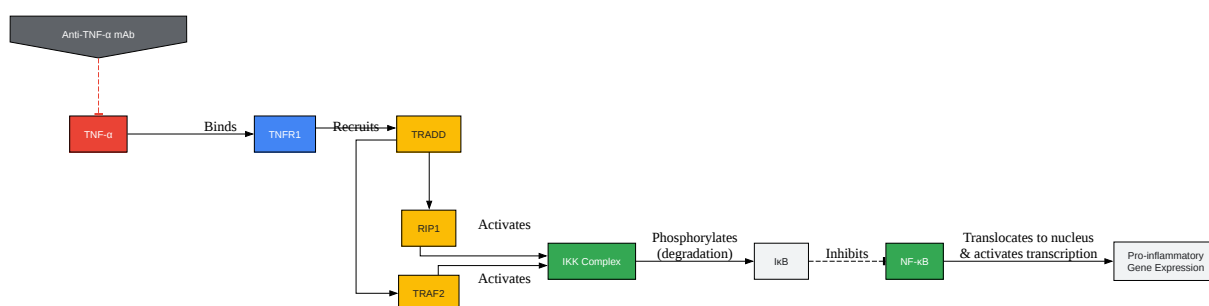 Anti-TNF-α mAb
TNF-α
Binds
TNFR1
Recruits
TRADD
RIP1
Activates
TRAF2
Activates
IKK Complex
Phosphorylates
(degradation)
IκB
Inhibits
NF-κB
Translocates to nucleus
& activates transcription
Pro-inflammatory
Gene Expression